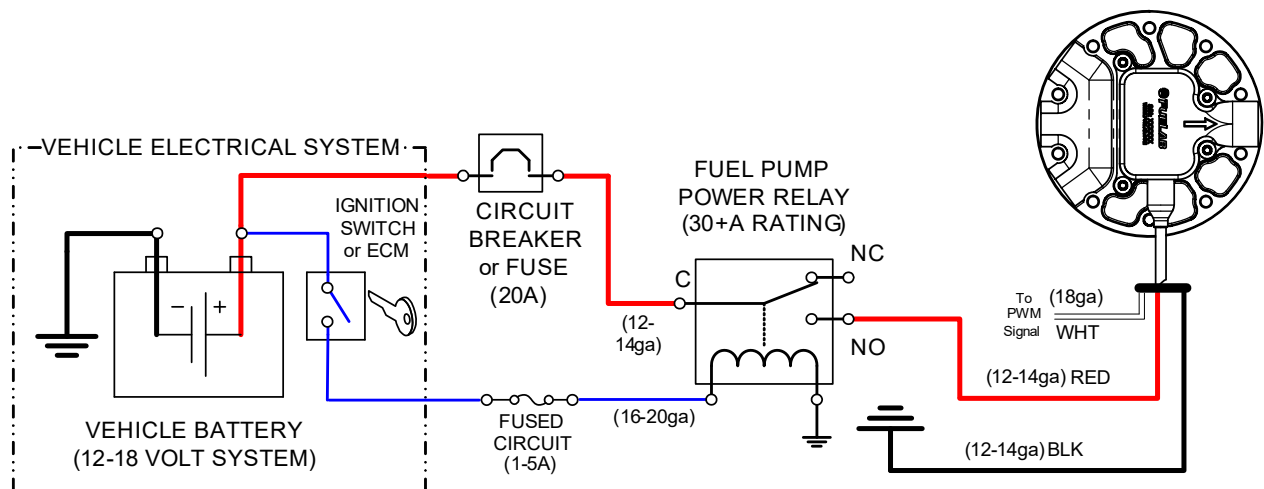 VEHICLE ELECTRICAL SYSTEM
IGNITION
SWITCH
or ECM
−
+
VEHICLE BATTERY
(12-18 VOLT SYSTEM)
CIRCUIT
BREAKER
or FUSE
(20A)
FUSED
CIRCUIT
(1-5A)
(16-20ga)
FUEL PUMP
POWER RELAY
(30+A RATING)
C
NC
NO
(12-
14ga)
To
PWM
Signal
(18ga)
WHT
(12-14ga) RED
(12-14ga) BLK
FUELAB